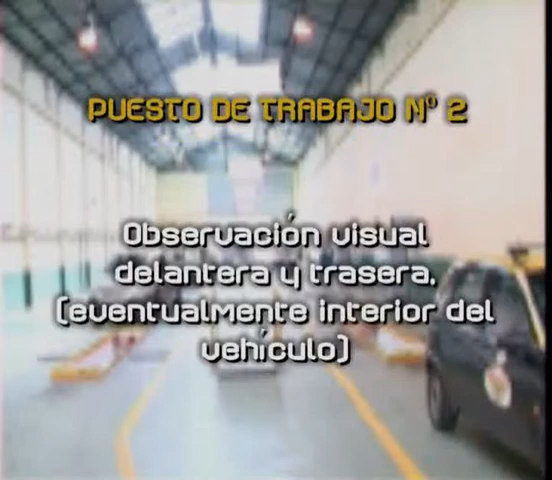 PUESTO DE TRABAJO Nº 2
Observación visual
delantera y trasera,
(eventualmente interior del
vehículo)